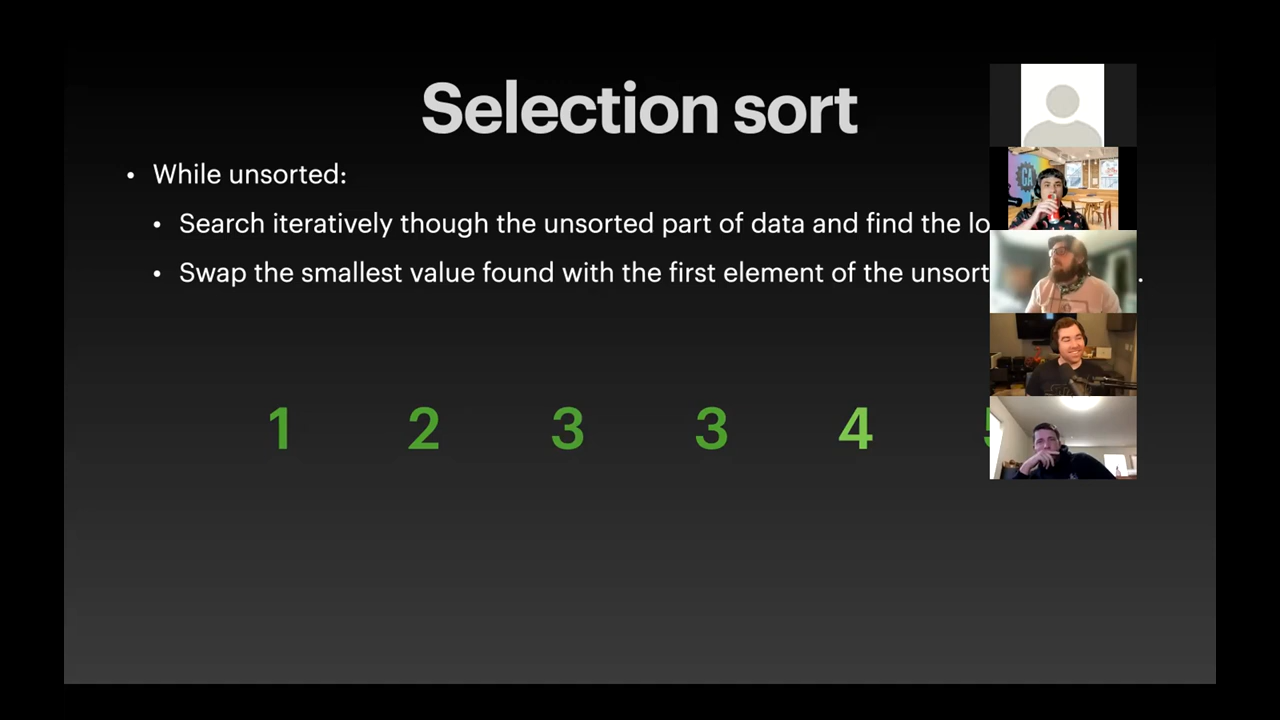 Selection sort
• While unsorted:
• Search iteratively though the unsorted part of data and find the lo
• Swap the smallest value found with the first element of the unsort .
1 2 3 3 4
GA